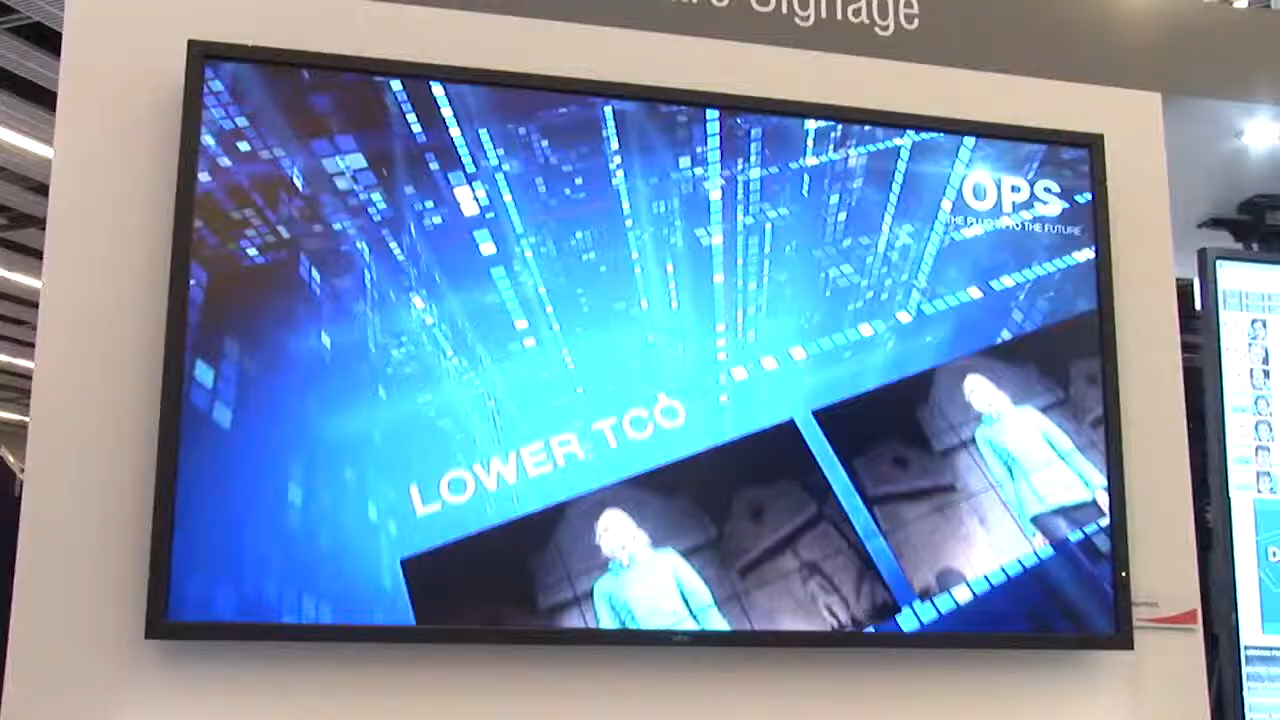 Signage
OPS
THE PLUG IN TO THE FUTURE
LOWER TCO